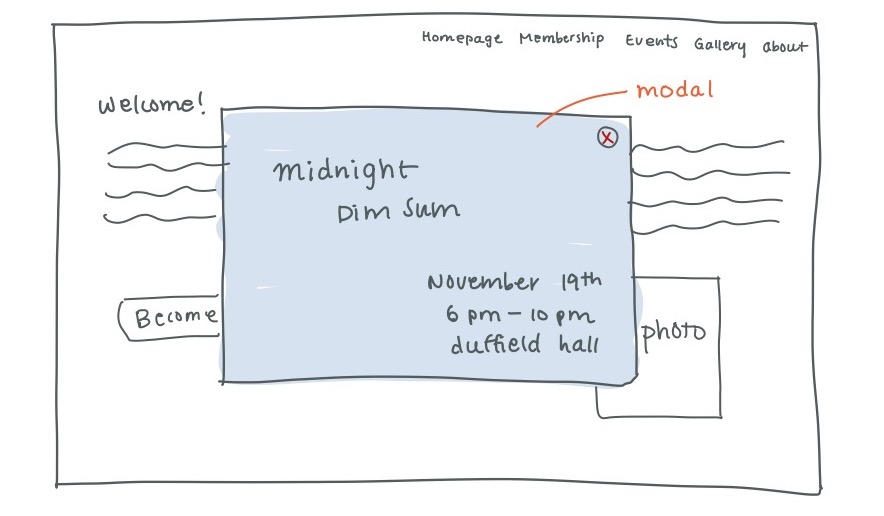 Homepage Membership Events Gallery about
modal
Welcome!
X
midnight
Dim Sum
November 19th
6 pm - 10 pm
duffield hall
Become
photo